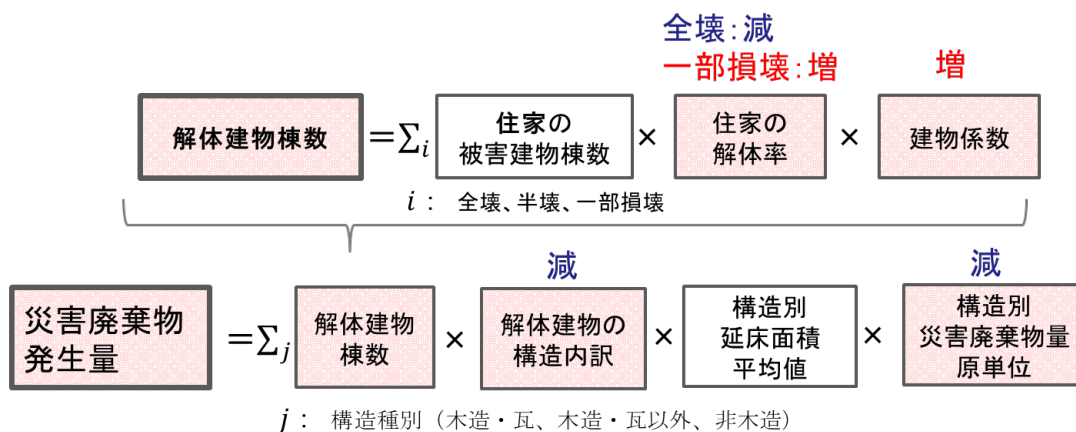 全壊：減
一部損壊：増
増
解体建物棟数
=∑i
住家の
被害建物棟数
×
住家の
解体率
×
建物係数
i : 全壊、半壊、一部損壊
減
減
災害廃棄物
発生量
=∑j
解体建物
棟数
×
解体建物の
構造内訳
×
構造別
延床面積
平均値
×
構造別
災害廃棄物量
原単位
j : 構造種別（木造・瓦、木造・瓦以外、非木造）